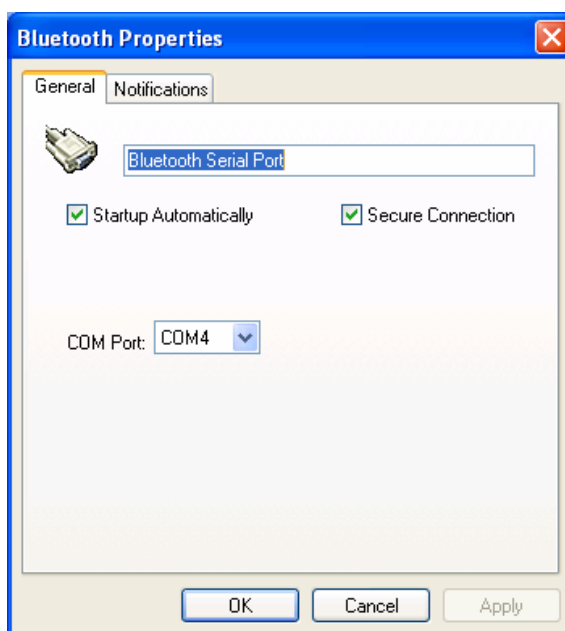 Bluetooth Properties
General Notifications
Bluetooth Serial Port
Startup Automatically Secure Connection
COM Port: COM4
OK Cancel Apply